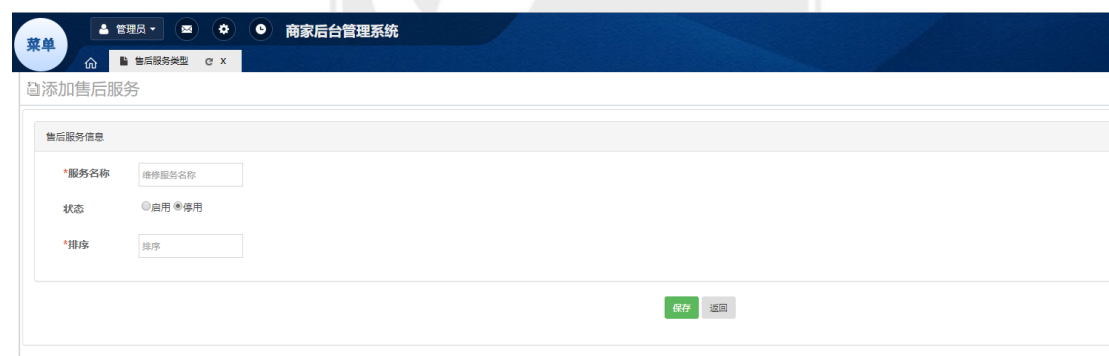 菜单
管理员
商家后台管理系统
售后服务类型 X
添加售后服务
售后服务信息
*服务名称 维修服务名称
状态 启用 停用
*排序 排序
保存 返回